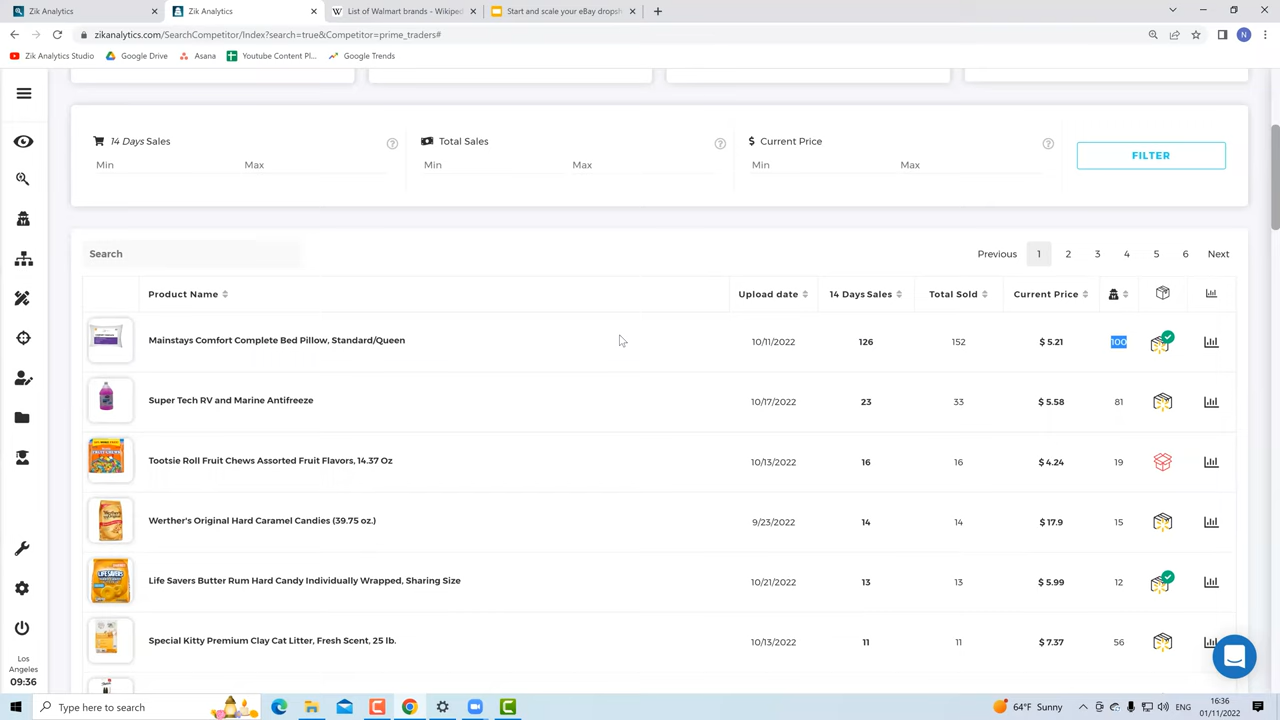 Zik Analytics
Zik Analytics
List of Walmart brands - Wikiped
Start and scale your eBay dropsh
zikanalytics.com/SearchCompetitor/Index?search=true&Competitor=prime_traders#
N
Zik Analytics Studio
Google Drive
Asana
Youtube Content Pl...
Google Trends
14 Days Sales
Total Sales
$ Current Price
Min
Max
Min
Max
Min
Max
FILTER
Search
Previous 1 2 3 4 5 6 Next
Product Name Upload date 14 Days Sales Total Sold Current Price
Mainstays Comfort Complete Bed Pillow, Standard/Queen 10/11/2022 126 152 $ 5.21 100
Super Tech RV and Marine Antifreeze 10/17/2022 23 33 $ 5.58 81
Tootsie Roll Fruit Chews Assorted Fruit Flavors, 14.37 Oz 10/13/2022 16 16 $ 4.24 19
Werther's Original Hard Caramel Candies (39.75 oz.) 9/23/2022 14 14 $ 17.9 15
Life Savers Butter Rum Hard Candy Individually Wrapped, Sharing Size 10/21/2022 13 13 $ 5.99 12
Special Kitty Premium Clay Cat Litter, Fresh Scent, 25 lb. 10/13/2022 11 11 $ 7.37 56
Los
Angeles
09:36
Type here to search
64°F Sunny
ENG
16:36
01/11/2022